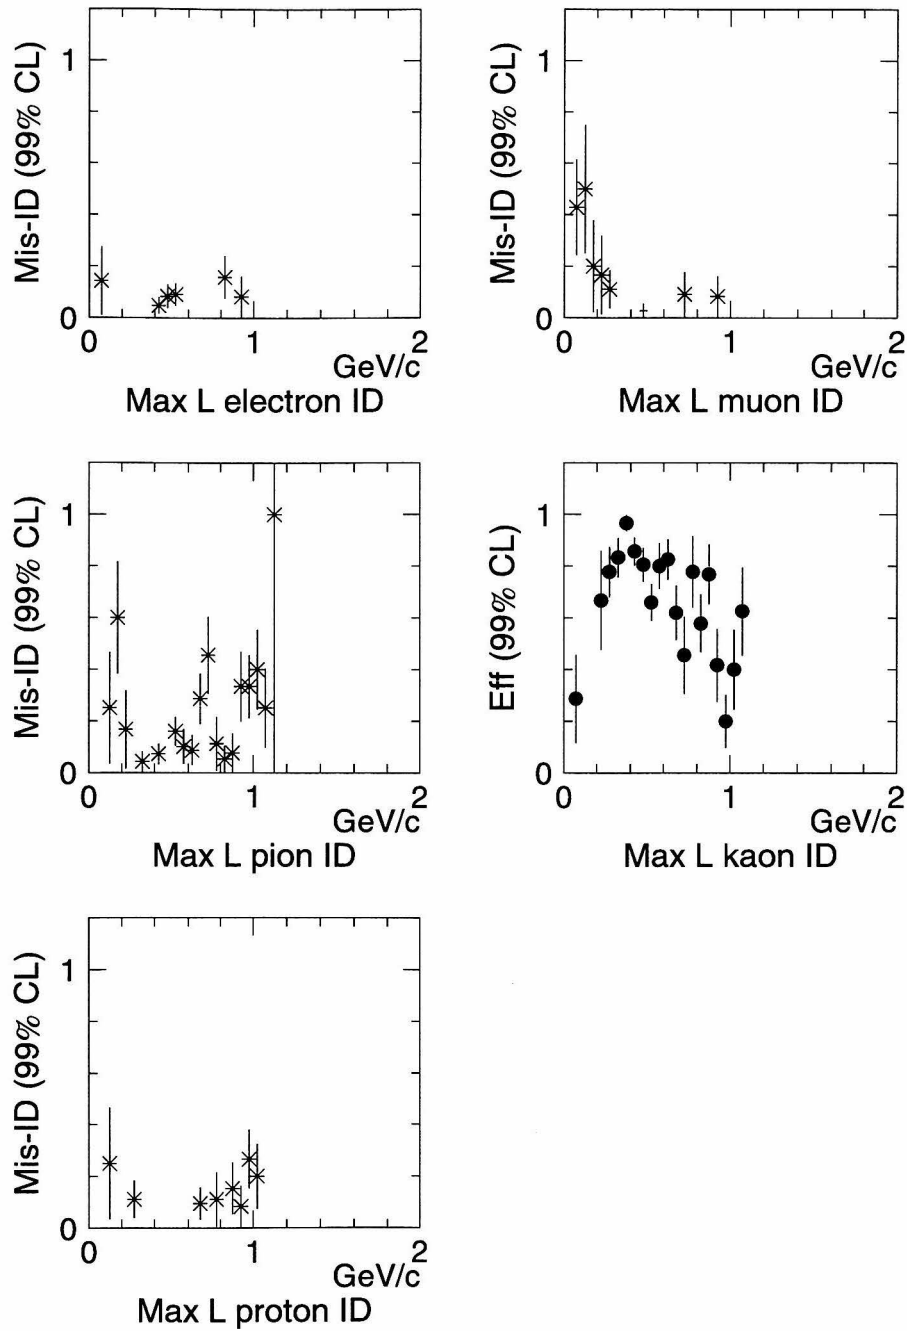 Mis-ID (99% CL)
1
0
0 1 2
GeV/c
Max L electron ID
Mis-ID (99% CL)
1
0
0 1 2
GeV/c
Max L muon ID
Mis-ID (99% CL)
1
0
0 1 2
GeV/c
Max L pion ID
Eff (99% CL)
1
0
0 1 2
GeV/c
Max L kaon ID
Mis-ID (99% CL)
1
0
0 1 2
GeV/c
Max L proton ID